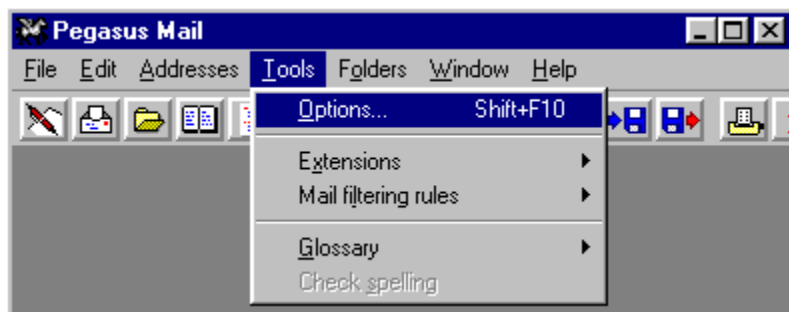 Pegasus Mail
File Edit Addresses Tools Folders Window Help
Options... Shift+F10
Extensions
Mail filtering rules
Glossary
Check spelling